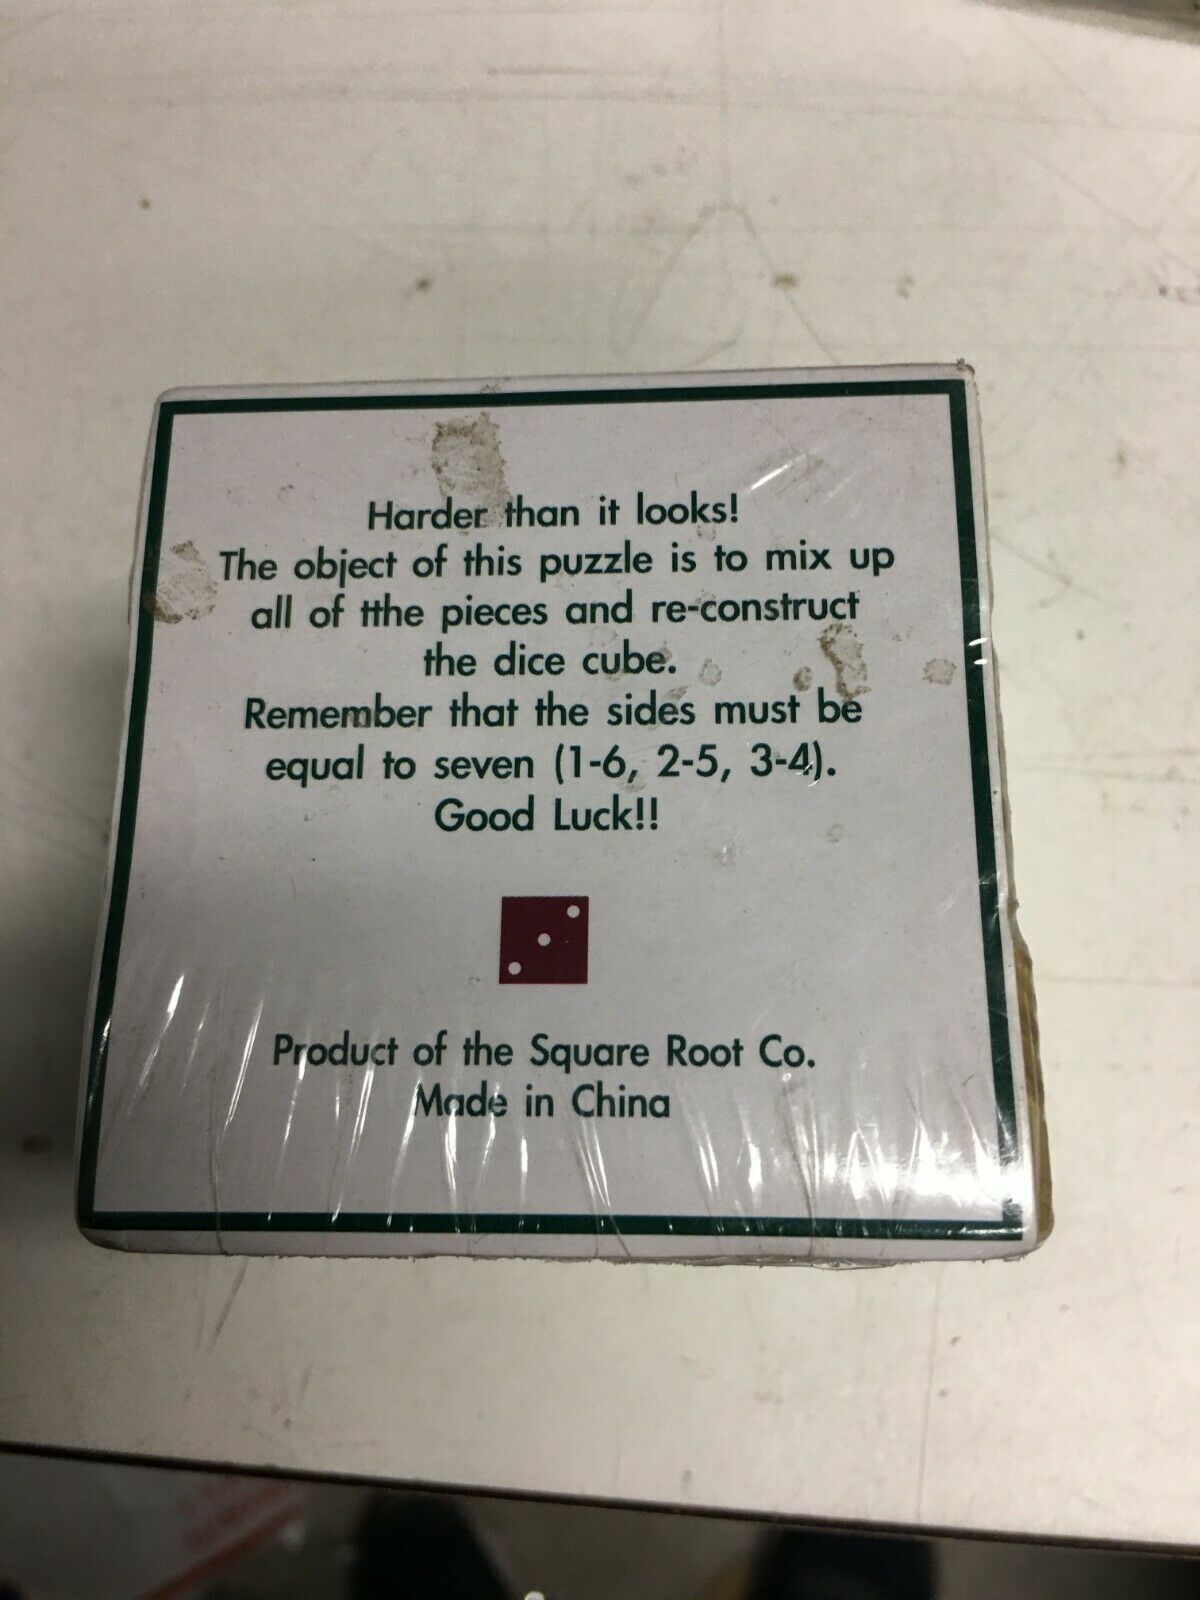 Harder than it looks!
The object of this puzzle is to mix up
all of tthe pieces and re-construct
the dice cube.
Remember that the sides must be
equal to seven (1-6, 2-5, 3-4).
Good Luck!!
Product of the Square Root Co.
Made in China